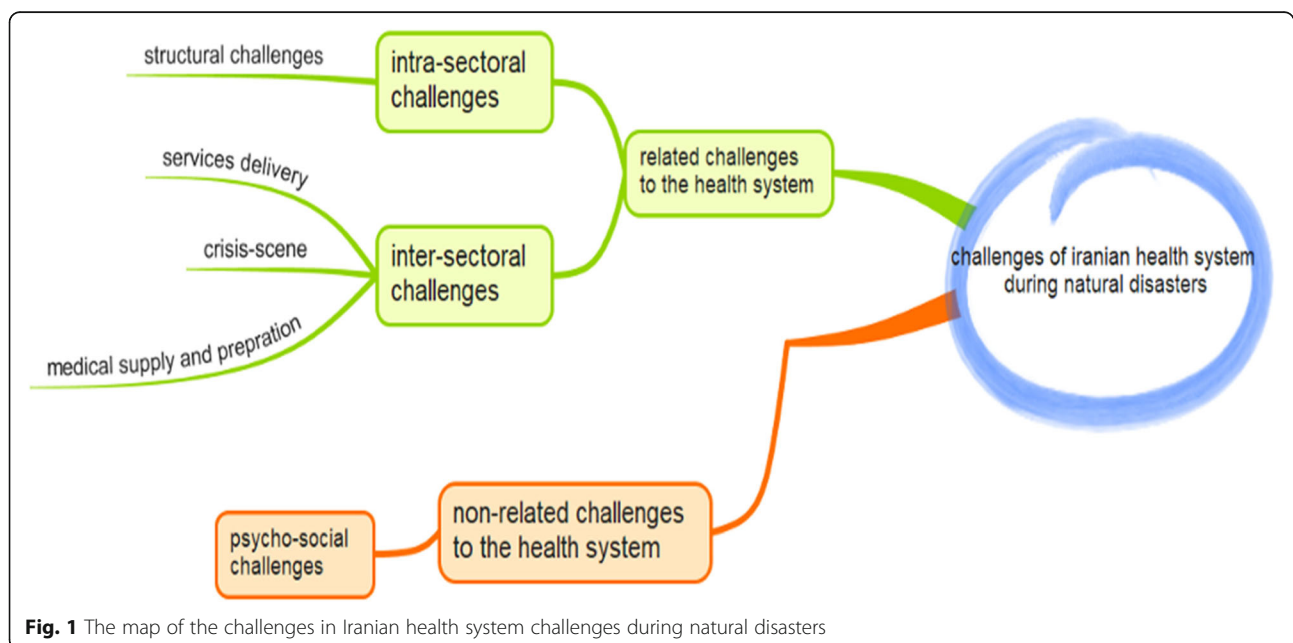 structural challenges
intra-sectoral
challenges
services delivery
crisis-scene
medical supply and prepration
inter-sectoral
challenges
related challenges
to the health system
challenges of iranian health system
during natural disasters
psycho-social
challenges
non-related challenges
to the health system
Fig. 1 The map of the challenges in Iranian health system challenges during natural disasters